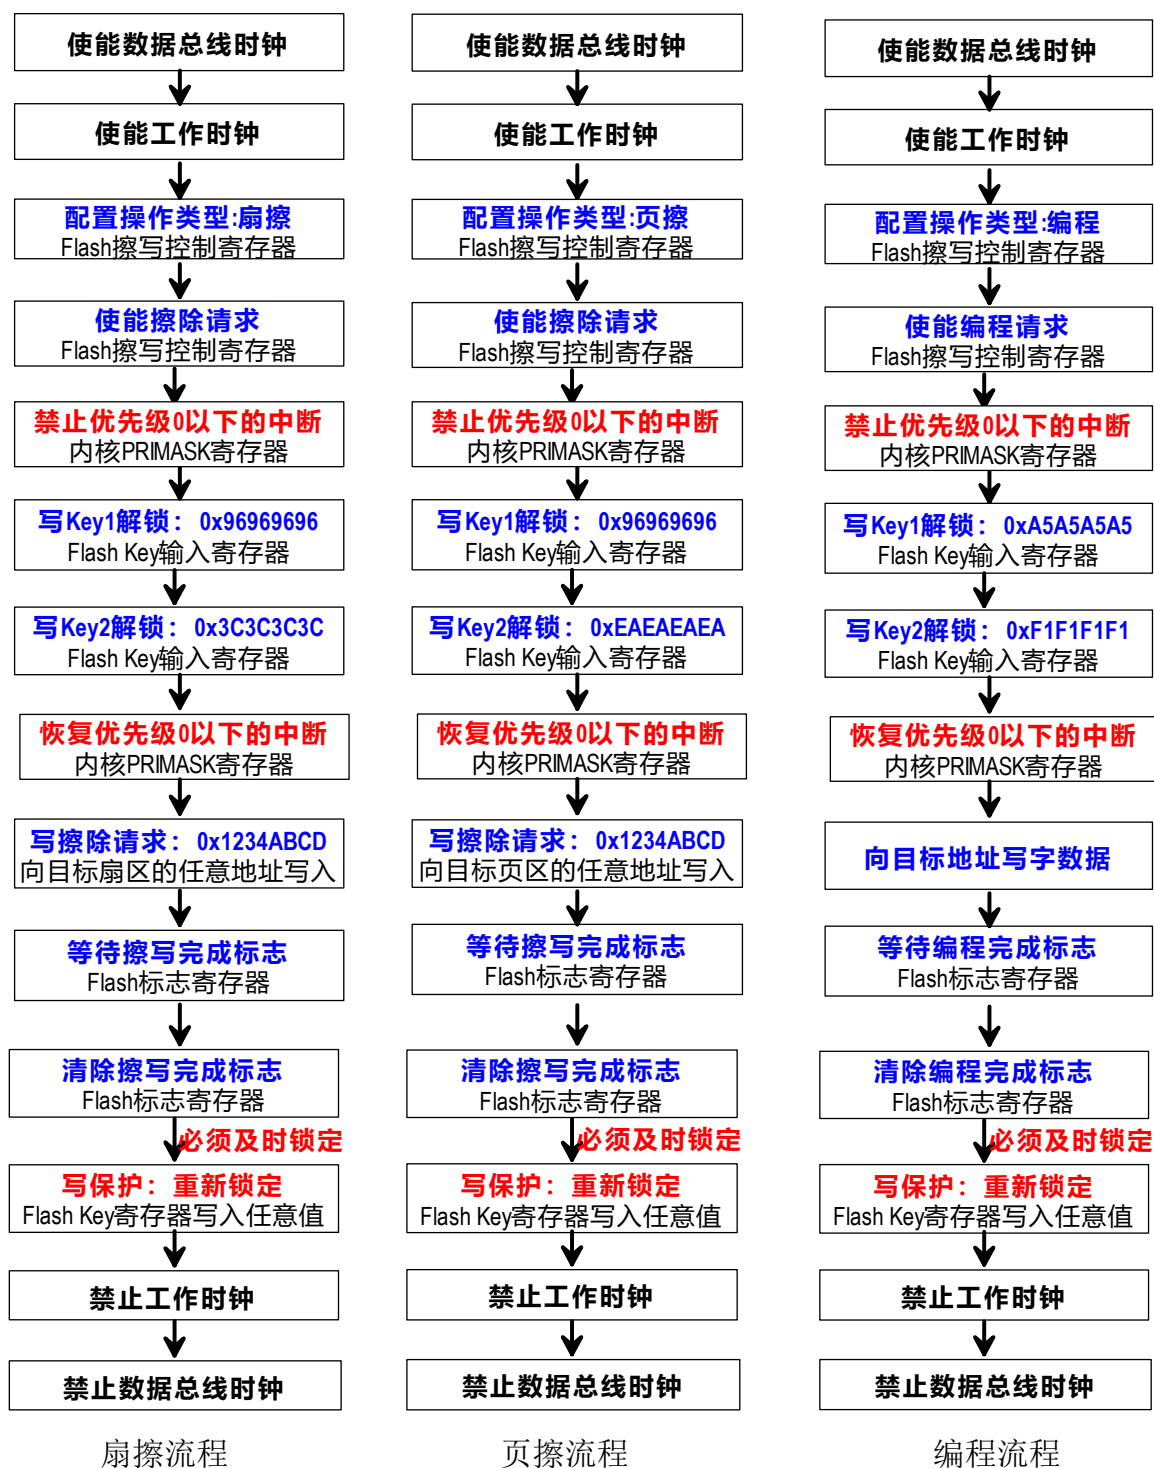 使能数据总线时钟
使能工作时钟
配置操作类型:扇擦
Flash擦写控制寄存器
使能擦除请求
Flash擦写控制寄存器
禁止优先级0以下的中断
内核PRIMASK寄存器
写Key1解锁：0x96969696
Flash Key输入寄存器
写Key2解锁：0x3C3C3C3C
Flash Key输入寄存器
恢复优先级0以下的中断
内核PRIMASK寄存器
写擦除请求：0x1234ABCD
向目标扇区的任意地址写入
等待擦写完成标志
Flash标志寄存器
清除擦写完成标志
Flash标志寄存器
必须及时锁定
写保护：重新锁定
Flash Key寄存器写入任意值
禁止工作时钟
禁止数据总线时钟
扇擦流程
使能数据总线时钟
使能工作时钟
配置操作类型:页擦
Flash擦写控制寄存器
使能擦除请求
Flash擦写控制寄存器
禁止优先级0以下的中断
内核PRIMASK寄存器
写Key1解锁：0x96969696
Flash Key输入寄存器
写Key2解锁：0xEAEAEAEA
Flash Key输入寄存器
恢复优先级0以下的中断
内核PRIMASK寄存器
写擦除请求：0x1234ABCD
向目标页区的任意地址写入
等待擦写完成标志
Flash标志寄存器
清除擦写完成标志
Flash标志寄存器
必须及时锁定
写保护：重新锁定
Flash Key寄存器写入任意值
禁止工作时钟
禁止数据总线时钟
页擦流程
使能数据总线时钟
使能工作时钟
配置操作类型:编程
Flash擦写控制寄存器
使能编程请求
Flash擦写控制寄存器
禁止优先级0以下的中断
内核PRIMASK寄存器
写Key1解锁：0xA5A5A5A5
Flash Key输入寄存器
写Key2解锁：0xF1F1F1F1
Flash Key输入寄存器
恢复优先级0以下的中断
内核PRIMASK寄存器
向目标地址写字数据
等待编程完成标志
Flash标志寄存器
清除编程完成标志
Flash标志寄存器
必须及时锁定
写保护：重新锁定
Flash Key寄存器写入任意值
禁止工作时钟
禁止数据总线时钟
编程流程